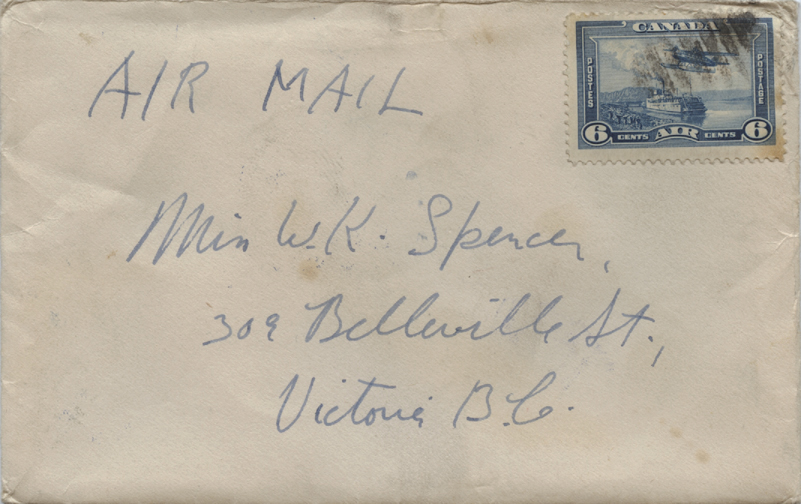 CANADA
POSTES
POSTAGE
6 CENTS AIR CENTS 6
AIR MAIL
Miss W.K. Spencer,
309 Belleville St.,
Victoria B.C.